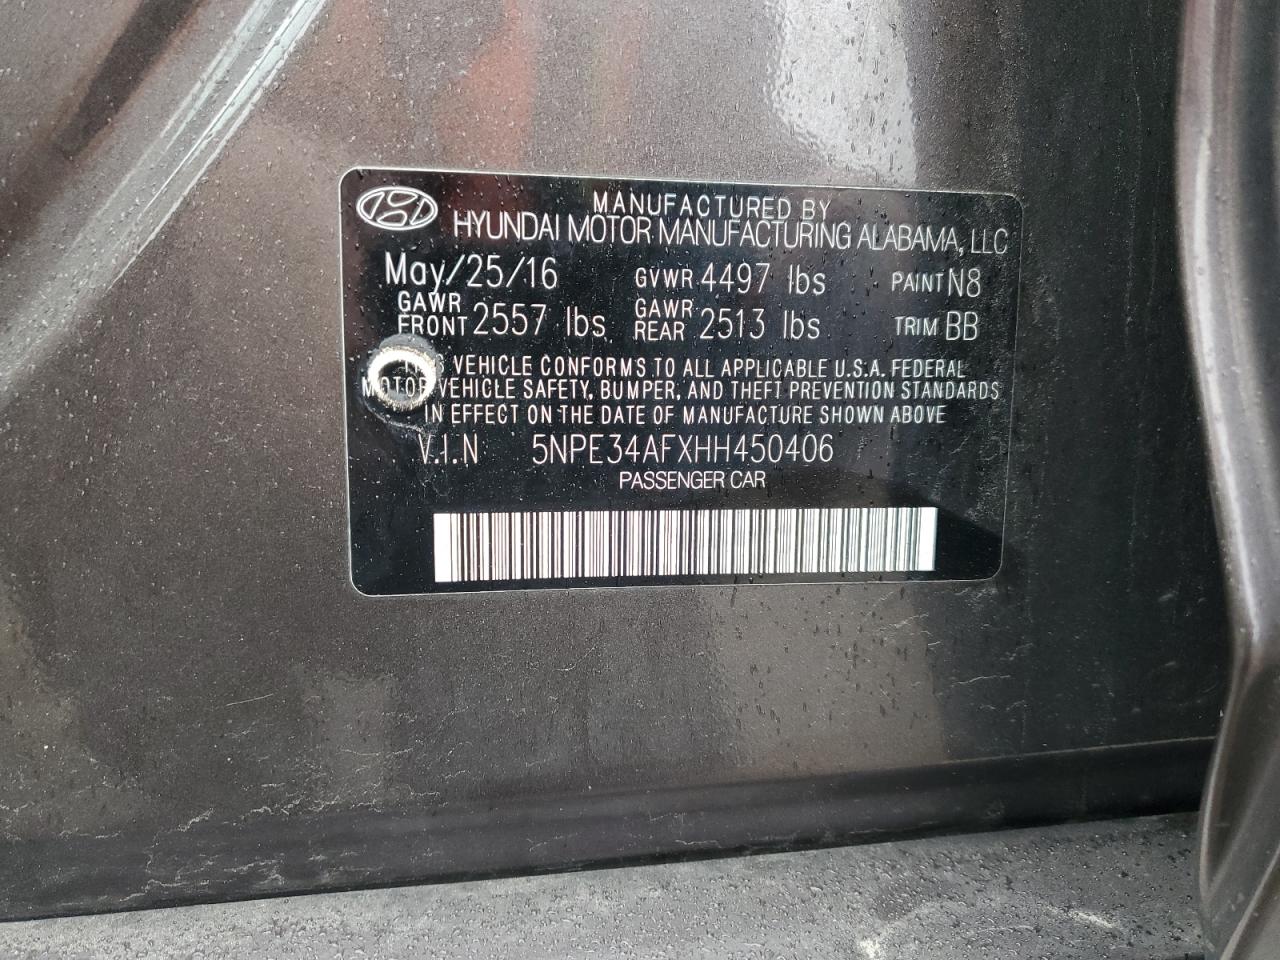 MANUFACTURED BY
HYUNDAI MOTOR MANUFACTURING ALABAMA, LLC
May/25/16 GVWR 4497 lbs PAINT N8
GAWR FRONT 2557 lbs GAWR REAR 2513 lbs TRIM BB
VEHICLE CONFORMS TO ALL APPLICABLE U.S.A. FEDERAL
MOTOR VEHICLE SAFETY, BUMPER, AND THEFT PREVENTION STANDARDS
IN EFFECT ON THE DATE OF MANUFACTURE SHOWN ABOVE
V.I.N 5NPE34AFXHH450406
PASSENGER CAR